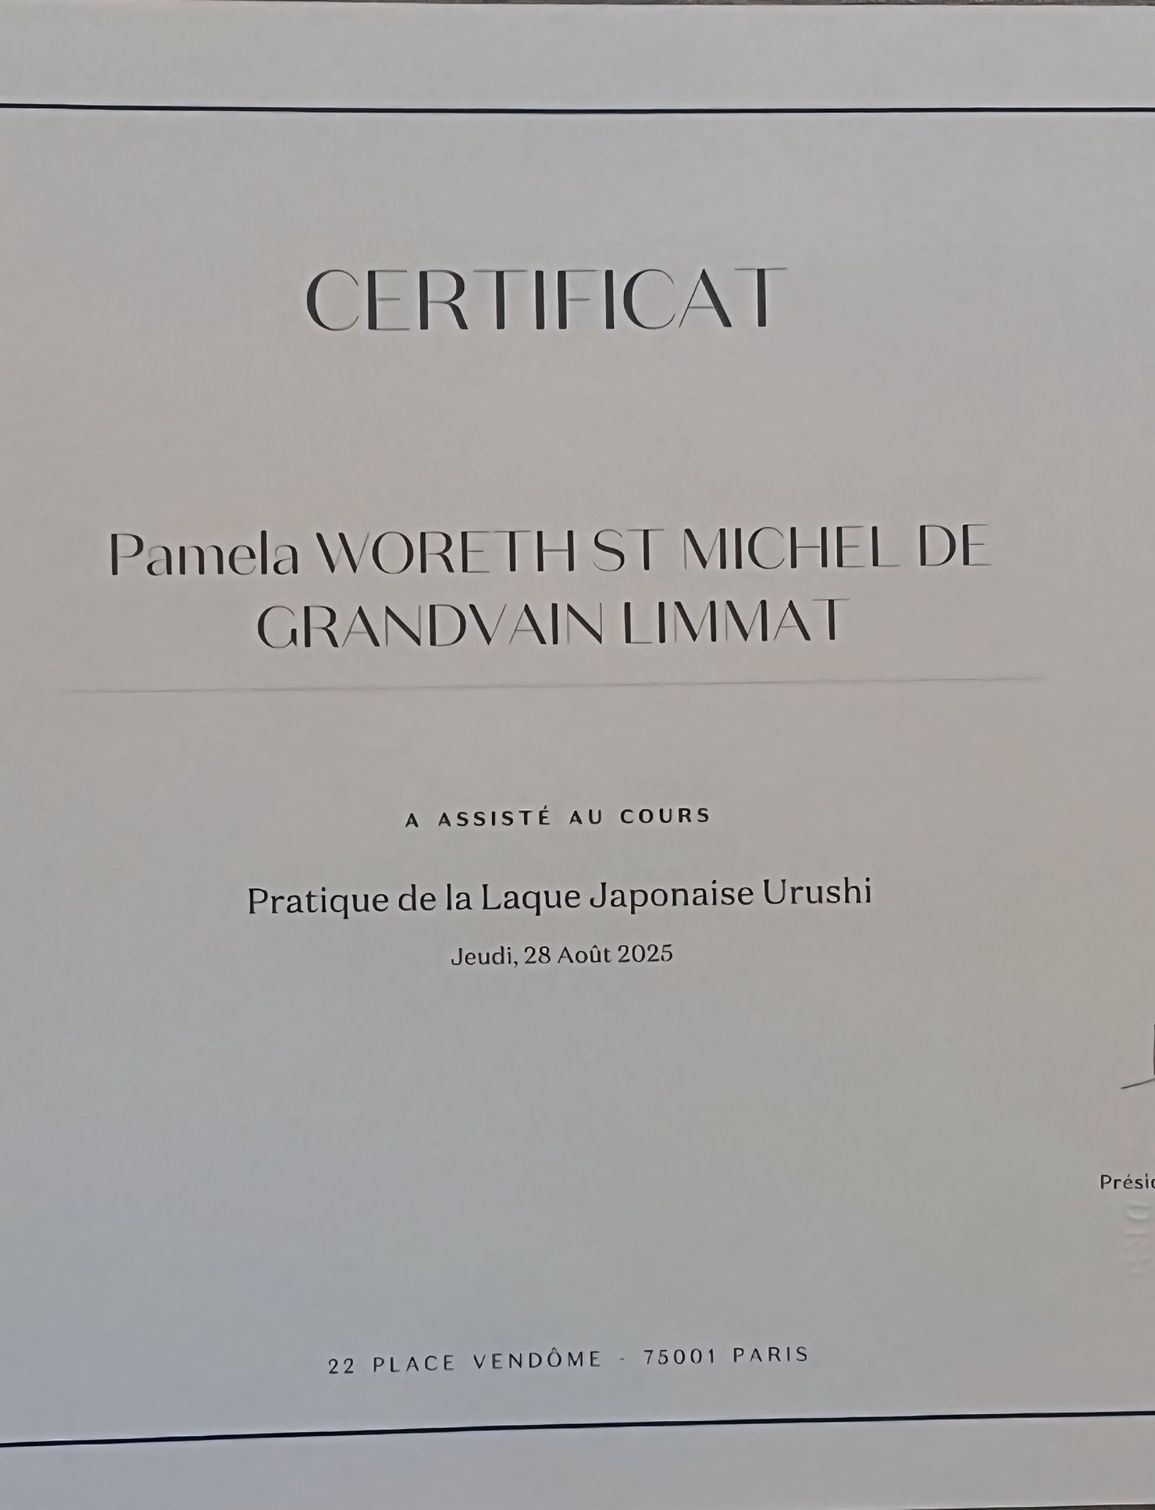 CERTIFICAT
Pamela WORETH ST MICHEL DE
GRANDVAIN LIMMAT
A ASSISTÉ AU COURS
Pratique de la Laque Japonaise Urushi
Jeudi, 28 Août 2025
22 PLACE VENDÔME - 75001 PARIS